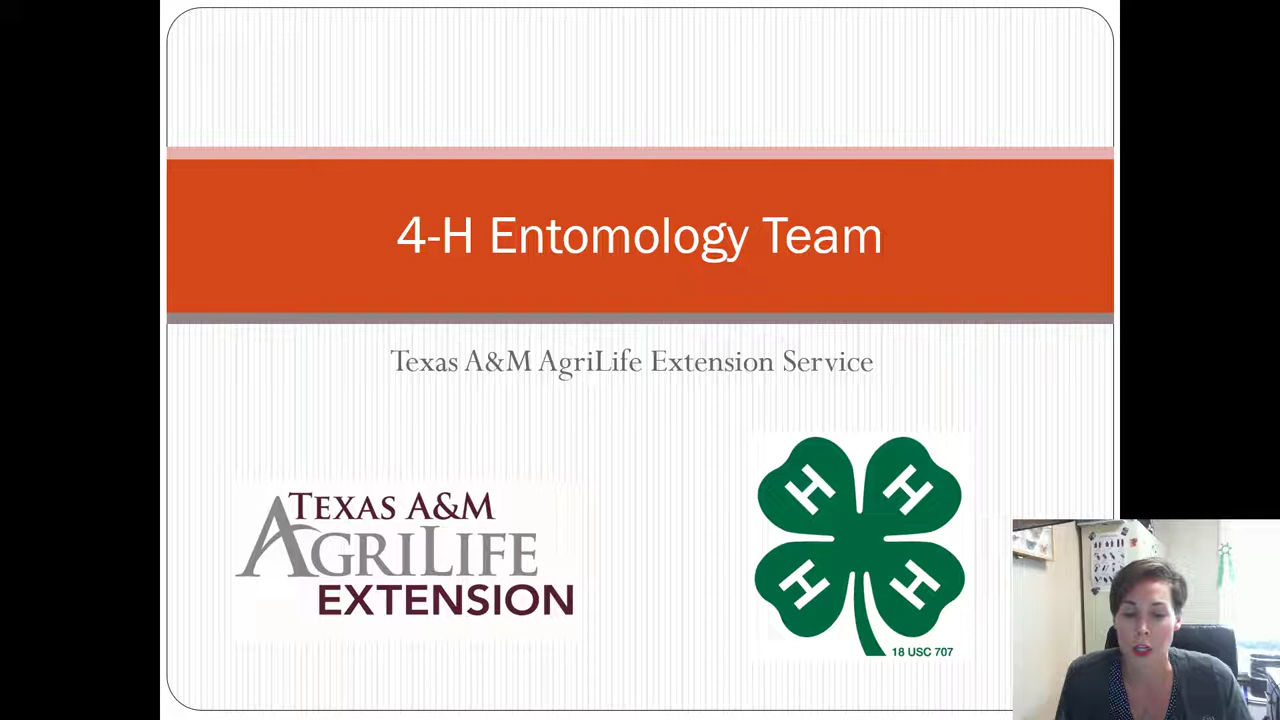 4-H Entomology Team
Texas A&M AgriLife Extension Service
TEXAS A&M
AGRILIFE
EXTENSION
H H
H H
18 USC 707